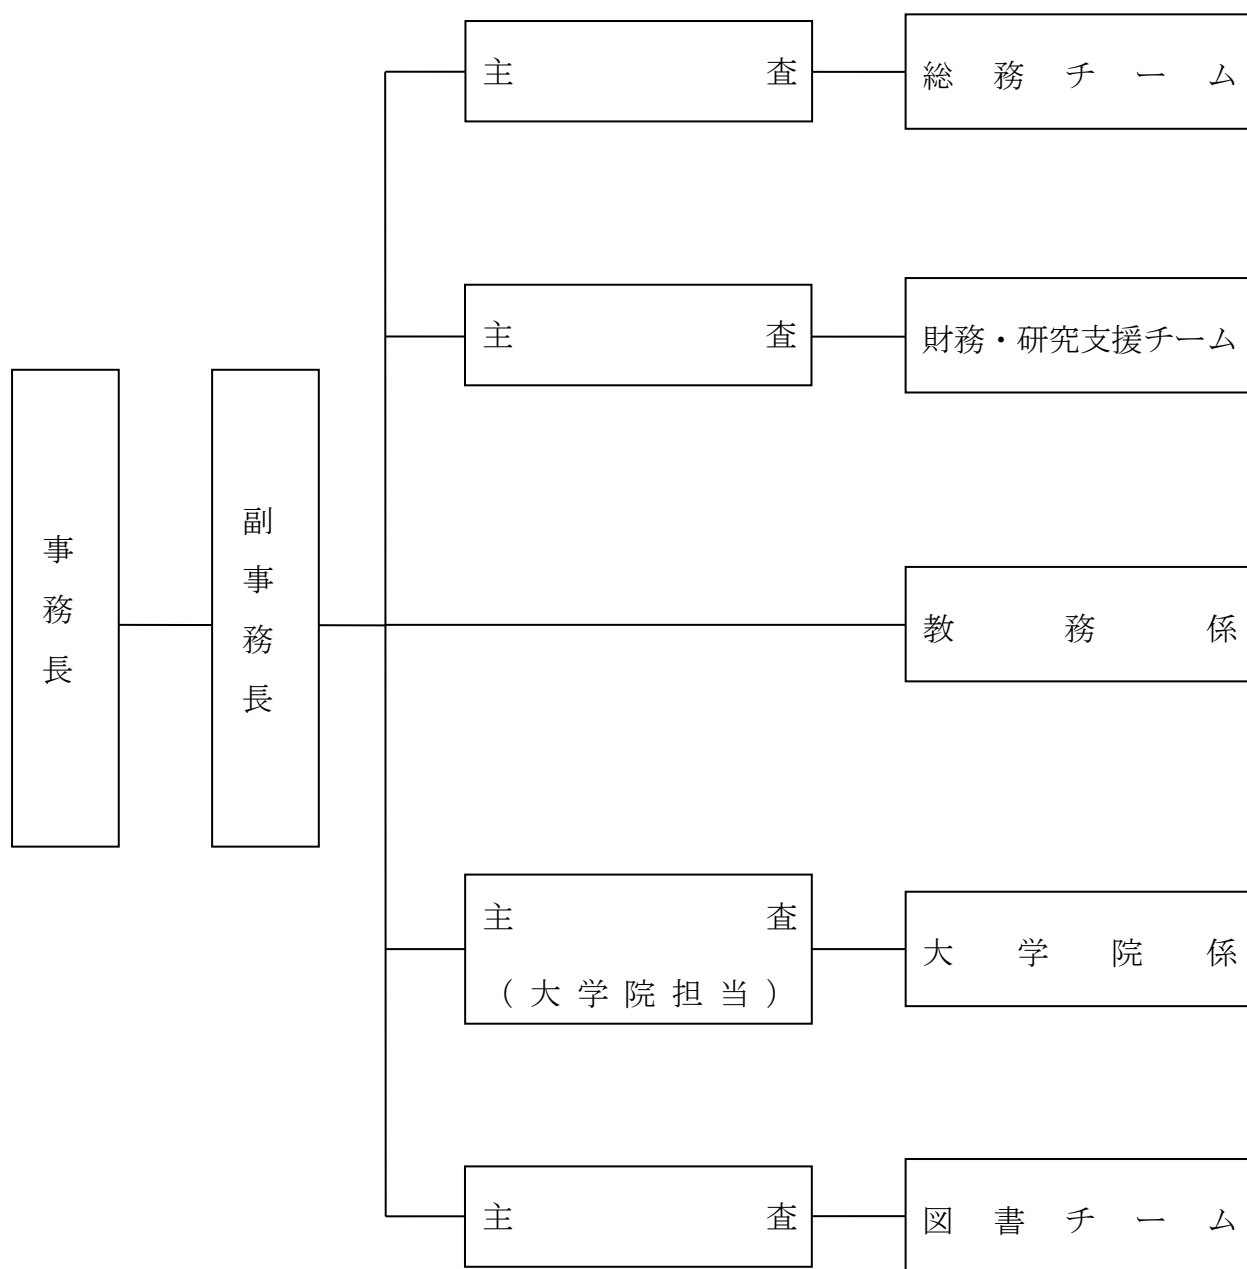 事務長
副事務長
主査
総務チーム
主査
財務・研究支援チーム
教務係
主査
(大学院担当)
大学院係
主査
図書チーム